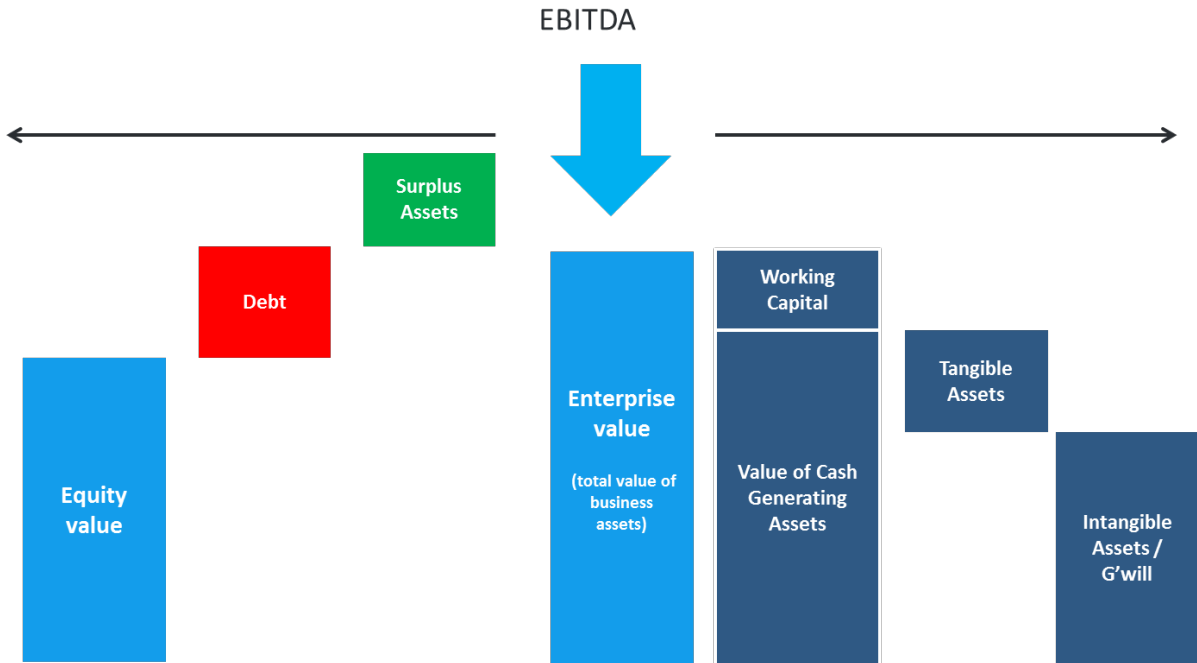 EBITDA
Surplus
Assets
Debt
Equity
value
Enterprise
value
(total value of
business
assets)
Working
Capital
Value of Cash
Generating
Assets
Tangible
Assets
Intangible
Assets /
G’will